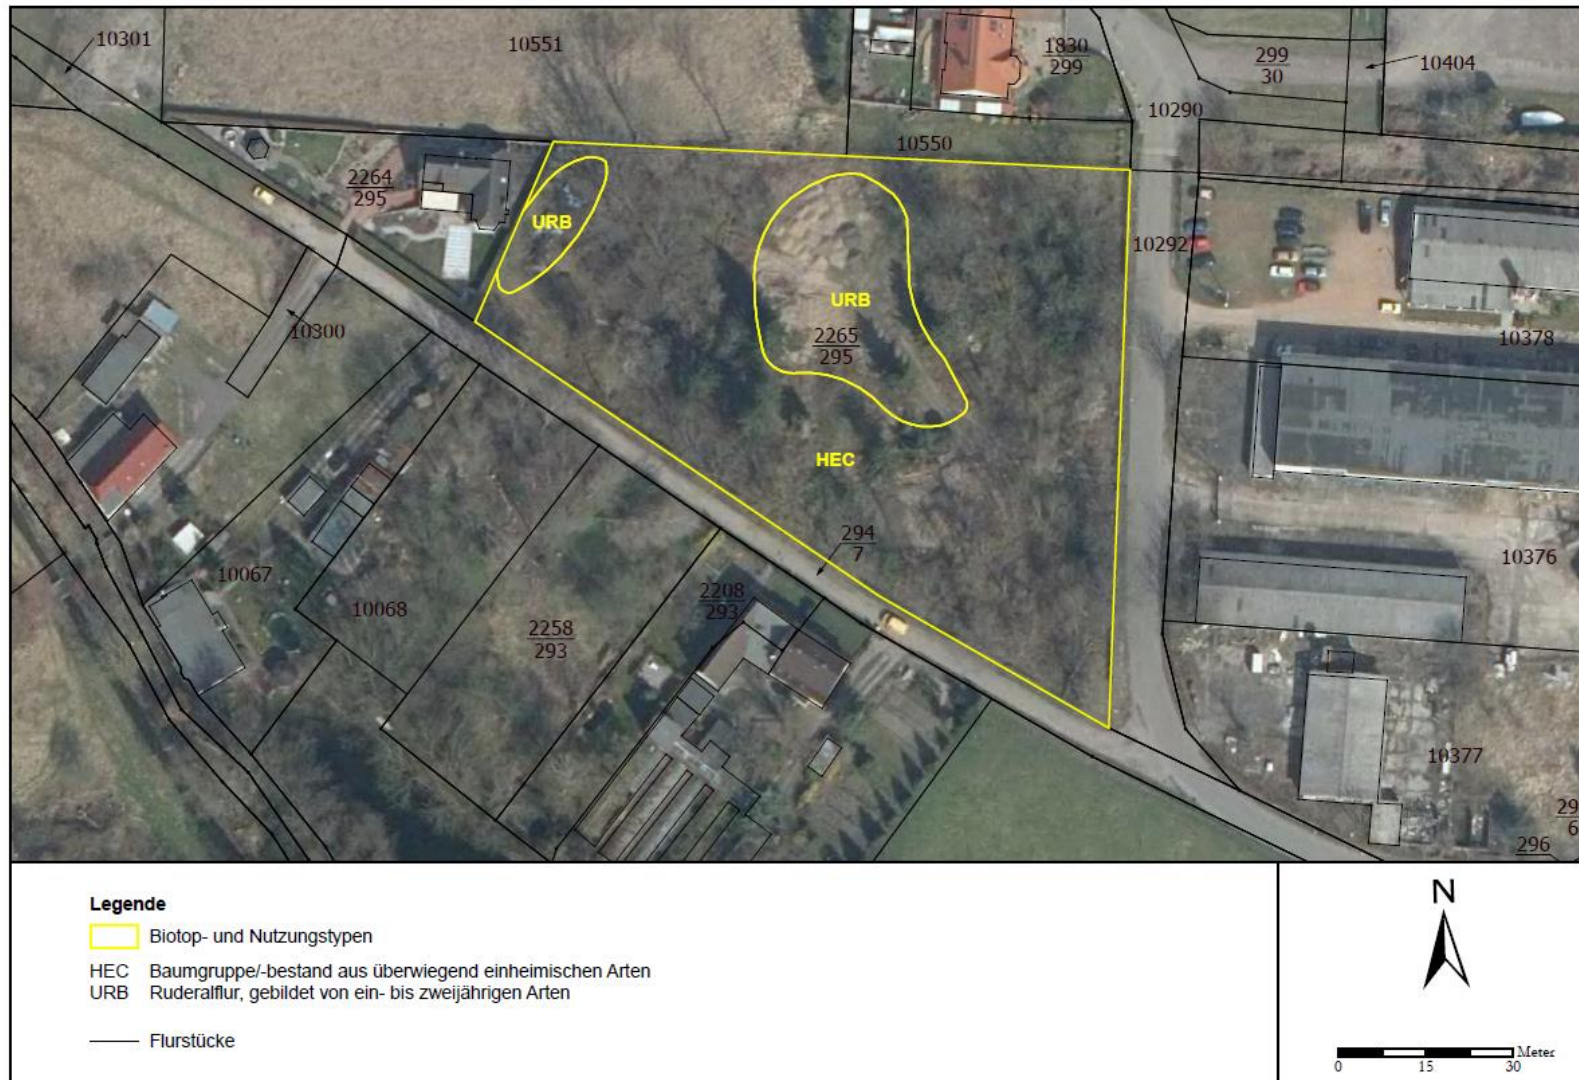 10301
10551
1830
299
299
30
10404
10290
10550
2264
295
URB
10292
URB
2265
295
10300
10378
HEC
294
7
10376
10067
10068
2208
293
2258
293
10377
29
6
296
Legende
Biotop- und Nutzungstypen
HEC Baumgruppe/-bestand aus überwiegend einheimischen Arten
URB Ruderalflur, gebildet von ein- bis zweijährigen Arten
Flurstücke
N
Meter
0 15 30